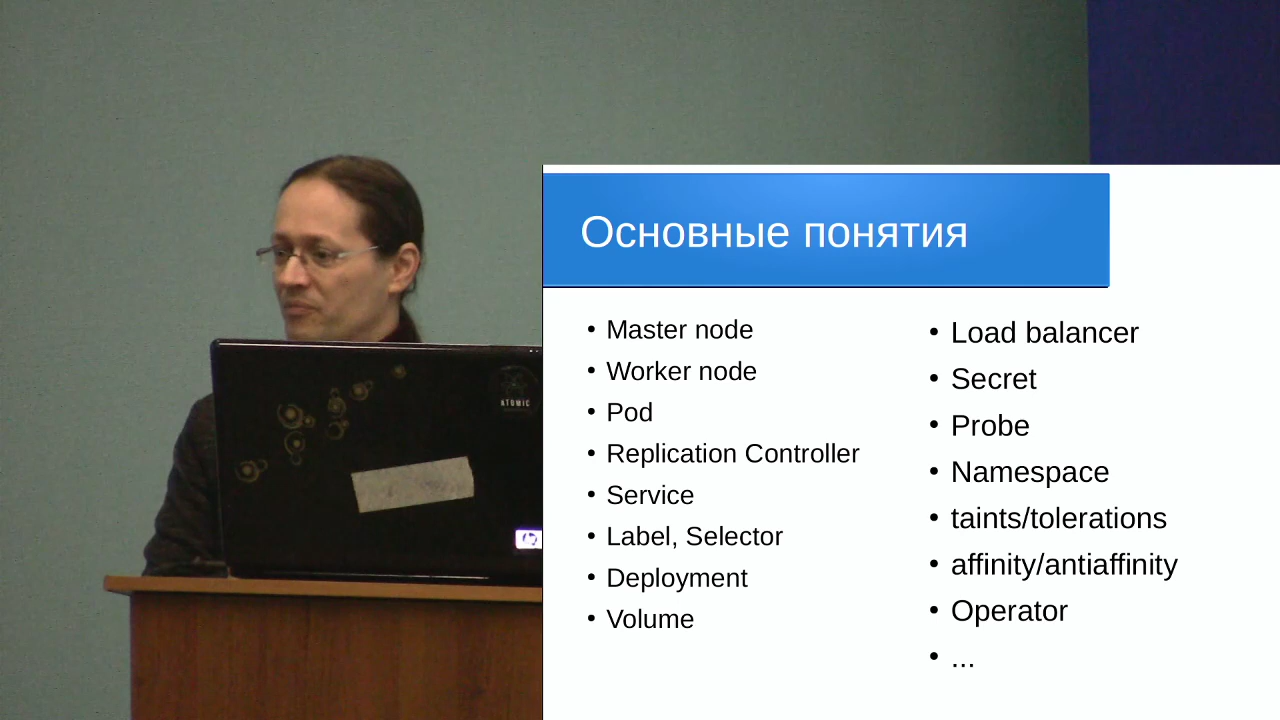 Основные понятия
Master node
Worker node
Pod
Replication Controller
Service
Label, Selector
Deployment
Volume
Load balancer
Secret
Probe
Namespace
taints/tolerations
affinity/antiaffinity
Operator
...
ATOMIC
hp